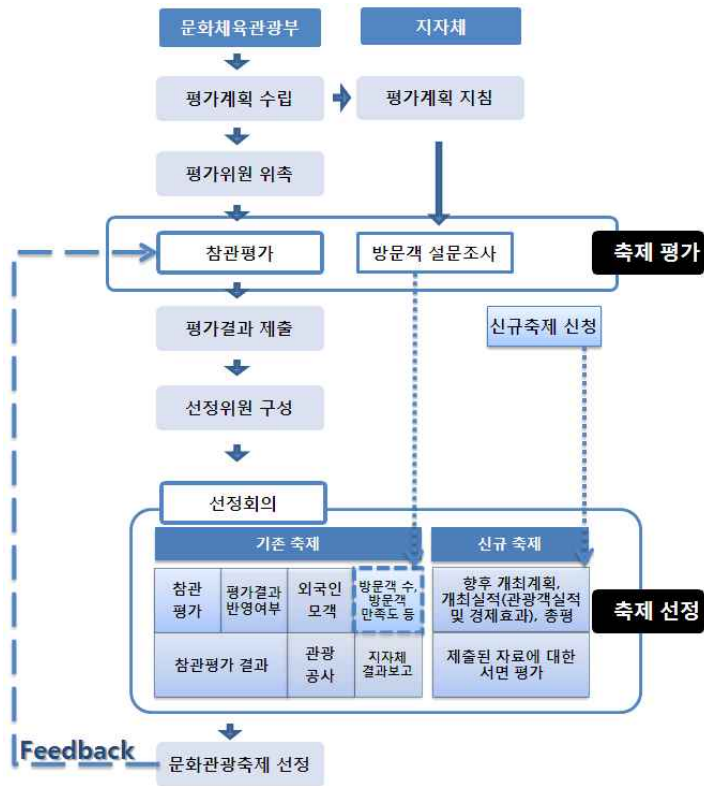 문화체육관광부
지자체
평가계획 수립
평가계획 지침
평가위원 위촉
참관평가
방문객 설문조사
축제 평가
평가결과 제출
신규축제 신청
선정위원 구성
선정회의
기존 축제
신규 축제
참관
평가
평가결과
반영여부
외국인
모객
방문객 수,
방문객
만족도 등
향후 개최계획,
개최실적(관광객실적
및 경제효과), 총평
축제 선정
참관평가 결과
관광
공사
지자체
결과보고
제출된 자료에 대한
서면 평가
Feedback
문화관광축제 선정